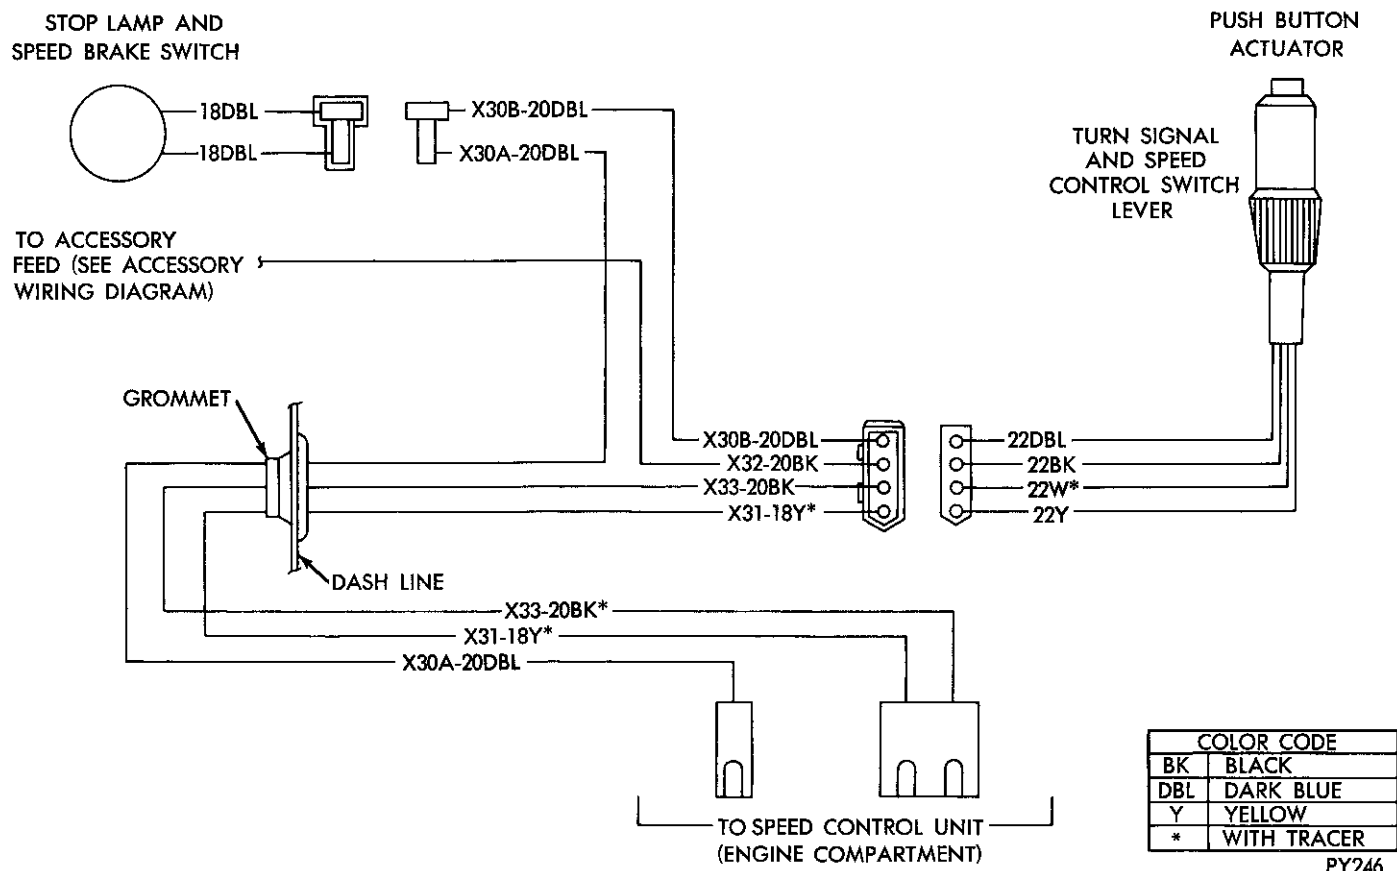 STOP LAMP AND
SPEED BRAKE SWITCH
PUSH BUTTON
ACTUATOR
18DBL
X30B-20DBL
18DBL
X30A-20DBL
TURN SIGNAL
AND SPEED
CONTROL SWITCH
LEVER
TO ACCESSORY
FEED (SEE ACCESSORY
WIRING DIAGRAM)
GROMMET
X30B-20DBL
22DBL
X32-20BK
22BK
X33-20BK
22W*
X31-18Y*
22Y
DASH LINE
X33-20BK*
X31-18Y*
X30A-20DBL
TO SPEED CONTROL UNIT
(ENGINE COMPARTMENT)
COLOR CODE
BK BLACK
DBL DARK BLUE
Y YELLOW
* WITH TRACER
PY246